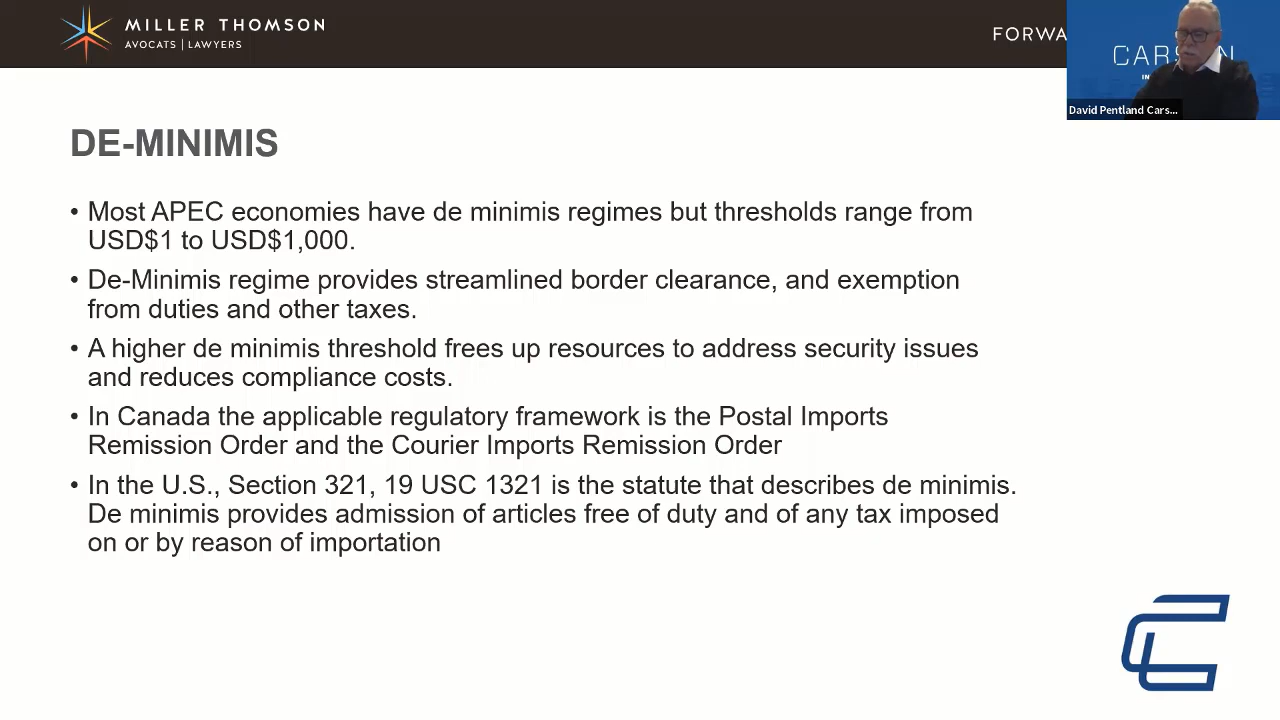 MILLER THOMSON
AVOCATS | LAWYERS
FORWA
David Pentland Cars...
DE-MINIMIS
• Most APEC economies have de minimis regimes but thresholds range from
USD$1 to USD$1,000.
• De-Minimis regime provides streamlined border clearance, and exemption
from duties and other taxes.
• A higher de minimis threshold frees up resources to address security issues
and reduces compliance costs.
• In Canada the applicable regulatory framework is the Postal Imports
Remission Order and the Courier Imports Remission Order
• In the U.S., Section 321, 19 USC 1321 is the statute that describes de minimis.
De minimis provides admission of articles free of duty and of any tax imposed
on or by reason of importation